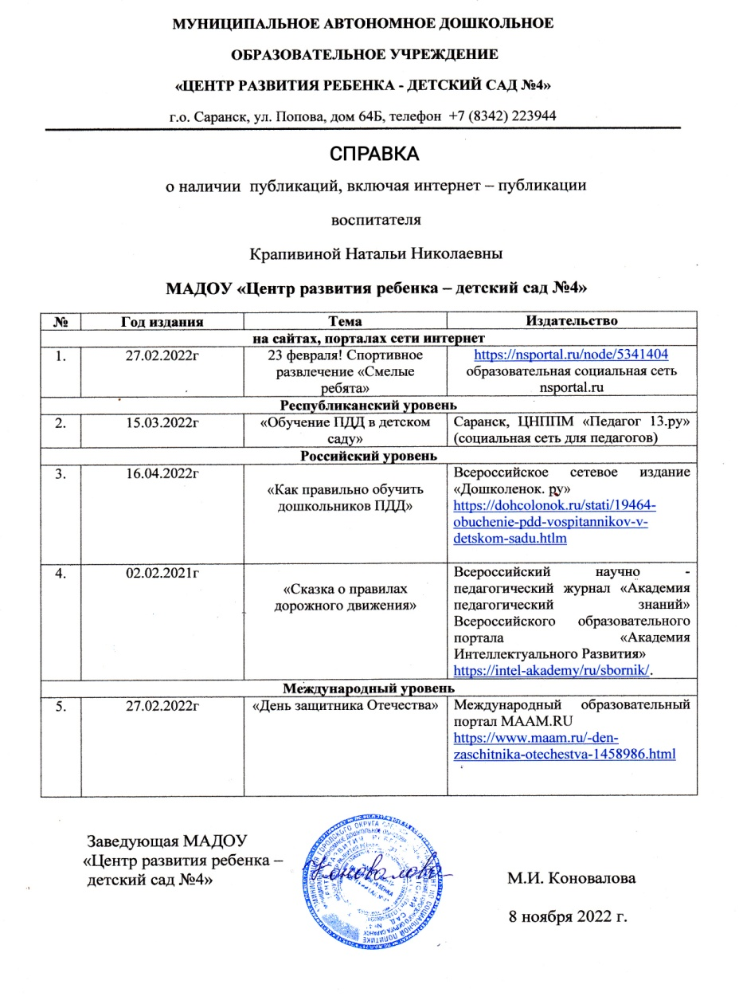 МУНИЦИПАЛЬНОЕ АВТОНОМНОЕ ДОШКОЛЬНОЕ
ОБРАЗОВАТЕЛЬНОЕ УЧРЕЖДЕНИЕ
«ЦЕНТР РАЗВИТИЯ РЕБЕНКА - ДЕТСКИЙ САД №4»
г.о. Саранск, ул. Попова, дом 64Б, телефон +7 (8342) 223944
СПРАВКА
о наличии публикаций, включая интернет – публикации
воспитателя
Крапивиной Натальи Николаевны
МАДОУ «Центр развития ребенка – детский сад №4»
№ Год издания Тема Издательство
на сайтах, порталах сети интернет
1. 27.02.2022г 23 февраля! Спортивное https://nsportal.ru/node/5341404
развлечение «Смелые образовательная социальная сеть
ребята» nsportal.ru
Республиканский уровень
2. 15.03.2022г «Обучение ПДД в детском Саранск, ЦНППМ «Педагог 13.ру»
саду» (социальная сеть для педагогов)
Российский уровень
3. 16.04.2022г Всероссийское сетевое издание
«Как правильно обучить «Дошколенок. ру»
дошкольников ПДД» https://dohcolonok.ru/stati/19464-
obuchenie-pdd-vospitannikov-v-
detskom-sadu.htlm
4. 02.02.2021г Всероссийский научно -
«Сказка о правилах педагогический журнал «Академия
дорожного движения» педагогический знаний»
Всероссийского образовательного
портала «Академия
Интеллектуального Развития»
https://intel-akademy/ru/sbornik/.
Международный уровень
5. 27.02.2022г «День защитника Отечества» Международный образовательный
портал MAAM.RU
https://www.maam.ru/-den-
zaschitnika-otechestva-1458986.html
Заведующая МАДОУ
«Центр развития ребенка –
детский сад №4»
Коновалова
М.И. Коновалова
8 ноября 2022 г.